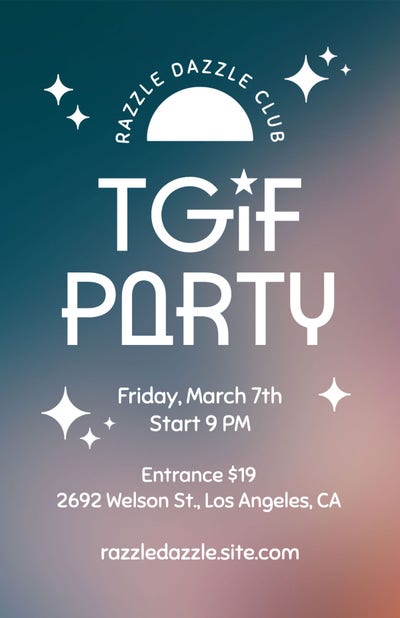 RAZZLE DAZZLE CLUB
TGiF
PARTY
Friday, March 7th
Start 9 PM
Entrance $19
2692 Welson St., Los Angeles, CA
razzledazzle.site.com